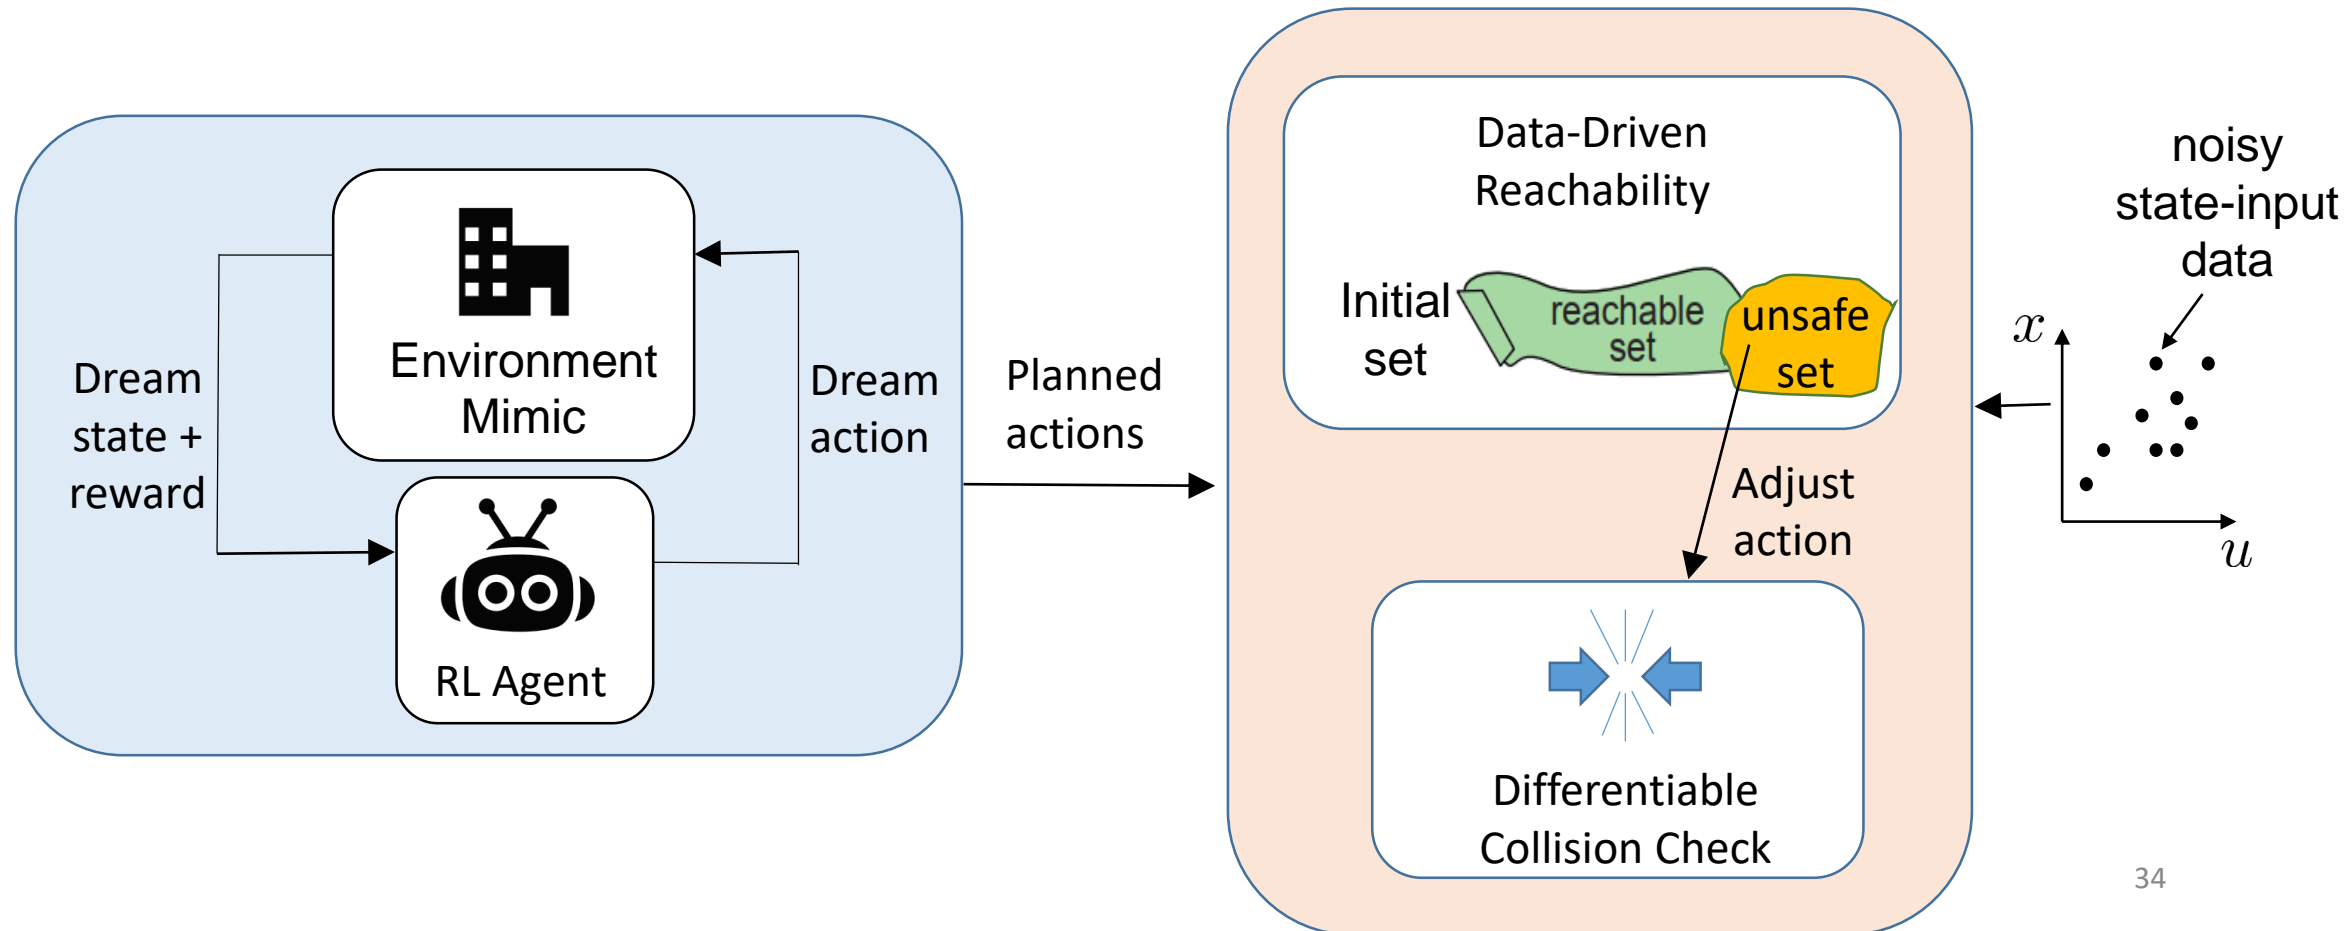 Environment
Mimic
Dream
state +
reward
Dream
action
RL Agent
Planned
actions
Data-Driven
Reachability
Initial
set
reachable
set
unsafe
set
Adjust
action
Differentiable
Collision Check
noisy
state-input
data
x
u
34